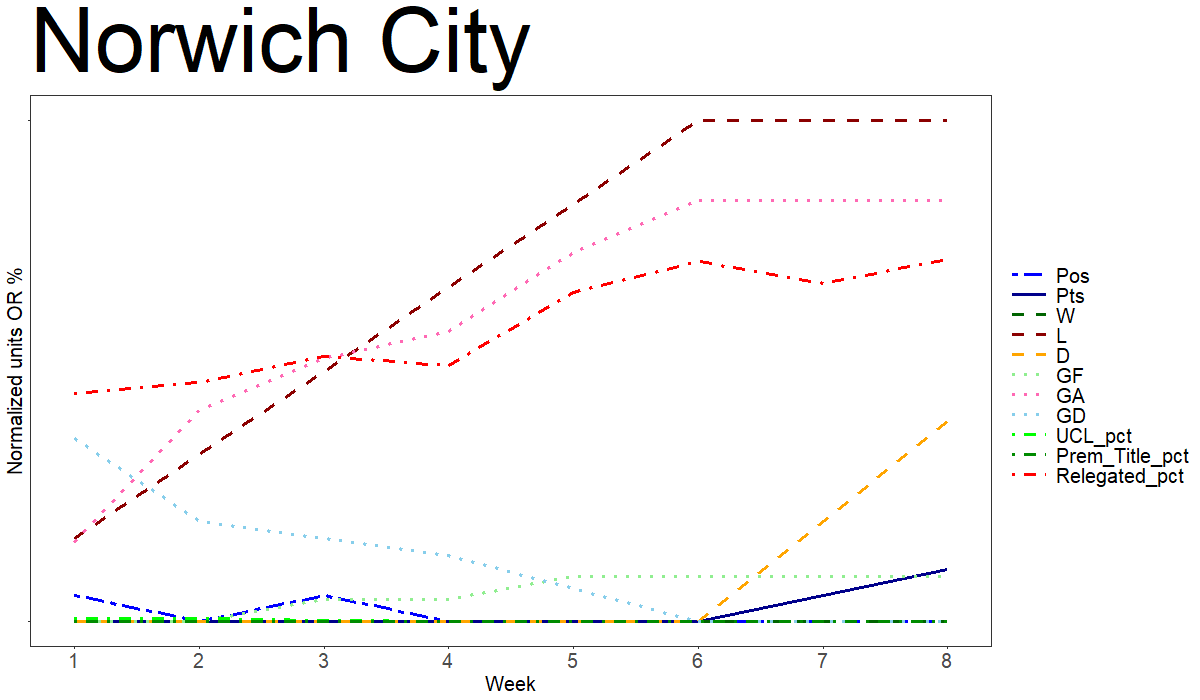 Norwich City
Normalized units OR %
1 2 3 4 5 6 7 8
Week
Pos
Pts
W
L
D
GF
GA
GD
UCL_pct
Prem_Title_pct
Relegated_pct